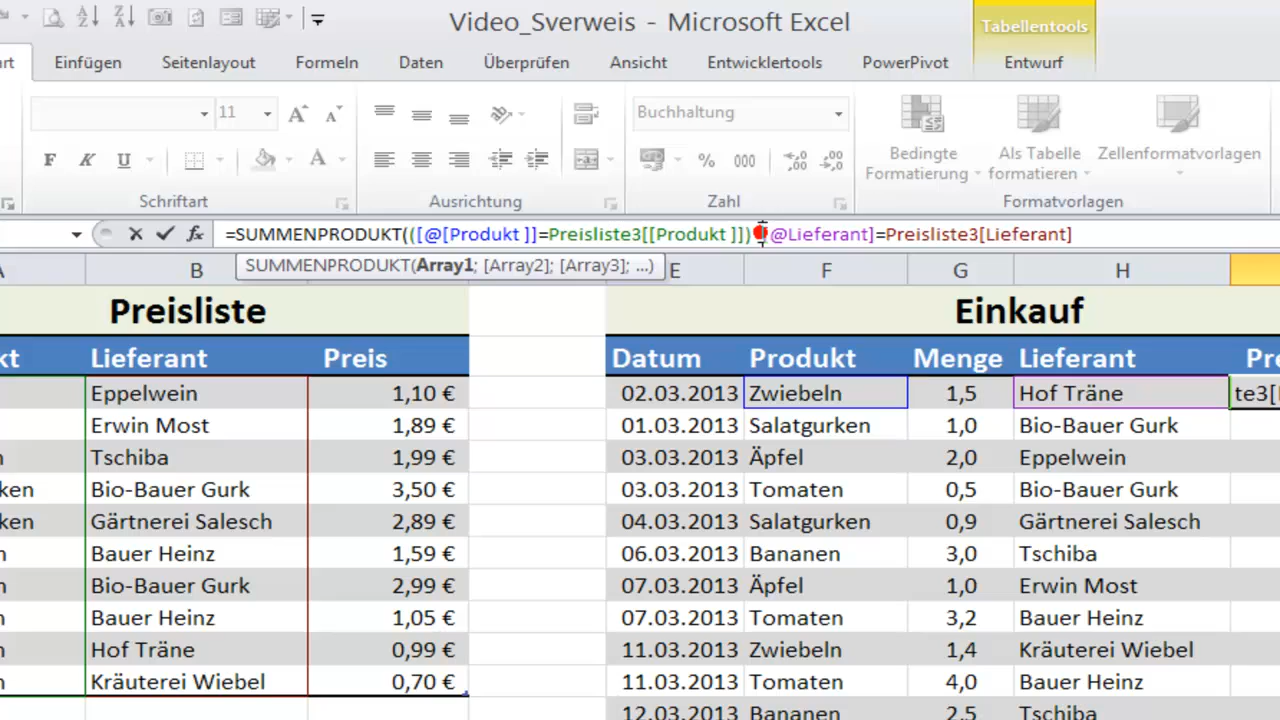 Video_Sverweis - Microsoft Excel
Tabellentools
rt Einfügen Seitenlayout Formeln Daten Überprüfen Ansicht Entwicklertools PowerPivot Entwurf
11 A A Buchhaltung
F K U A % 000
Bedingte Formatierung Als Tabelle formatieren Zellenformatvorlagen
Schriftart Ausrichtung Zahl Formatvorlagen
fx =SUMMENPRODUKT(([@[Produkt ]]=Preisliste3[[Produkt ]]) @Lieferant]=Preisliste3[Lieferant]
SUMMENPRODUKT(Array1; [Array2]; [Array3]; ...)
A B E F G H
Preisliste Einkauf
kt Lieferant Preis Datum Produkt Menge Lieferant Pre
Eppelwein 1,10 € 02.03.2013 Zwiebeln 1,5 Hof Träne te3[
Erwin Most 1,89 € 01.03.2013 Salatgurken 1,0 Bio-Bauer Gurk
n Tschiba 1,99 € 03.03.2013 Äpfel 2,0 Eppelwein
ken Bio-Bauer Gurk 3,50 € 03.03.2013 Tomaten 0,5 Bio-Bauer Gurk
ken Gärtnerei Salesch 2,89 € 04.03.2013 Salatgurken 0,9 Gärtnerei Salesch
n Bauer Heinz 1,59 € 06.03.2013 Bananen 3,0 Tschiba
n Bio-Bauer Gurk 2,99 € 07.03.2013 Äpfel 1,0 Erwin Most
n Bauer Heinz 1,05 € 07.03.2013 Tomaten 3,2 Bauer Heinz
n Hof Träne 0,99 € 11.03.2013 Zwiebeln 1,4 Kräuterei Wiebel
n Kräuterei Wiebel 0,70 € 11.03.2013 Tomaten 4,0 Bauer Heinz
12.03.2013 Bananen 2,5 Tschiba